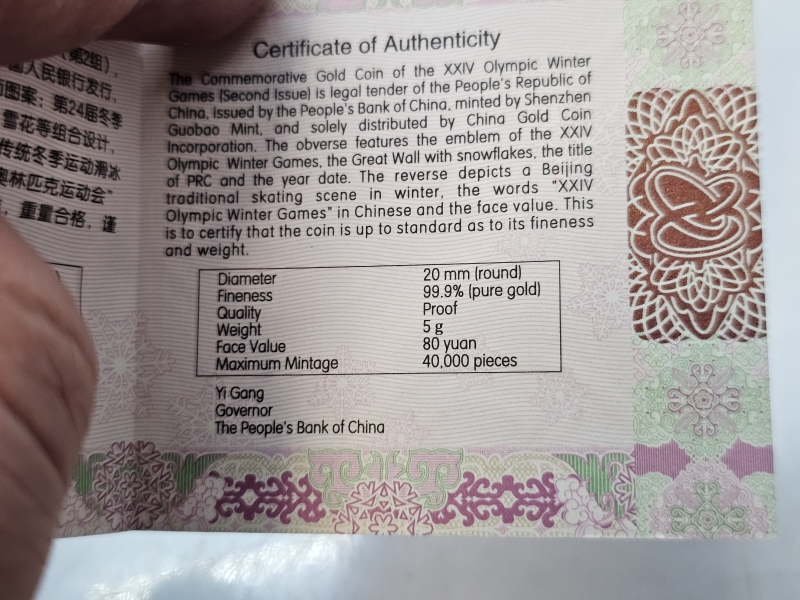 （第2组），
国人民银行发行，
图案：第24届冬季
雪花等组合设计，
传统冬季运动滑冰
奥林匹克运动会”
，重量合格，谨
Certificate of Authenticity
The Commemorative Gold Coin of the XXIV Olympic Winter
Games (Second Issue) is legal tender of the People's Republic of
China, issued by the People's Bank of China, minted by Shenzhen
Guobao Mint, and solely distributed by China Gold Coin
Incorporation. The obverse features the emblem of the XXIV
Olympic Winter Games, the Great Wall with snowflakes, the title
of PRC and the year date. The reverse depicts a Beijing
traditional skating scene in winter, the words "XXIV
Olympic Winter Games" in Chinese and the face value. This
is to certify that the coin is up to standard as to its fineness
and weight.
Diameter 20 mm (round)
Fineness 99.9% (pure gold)
Quality Proof
Weight 5 g
Face Value 80 yuan
Maximum Mintage 40,000 pieces
Yi Gang
Governor
The People's Bank of China